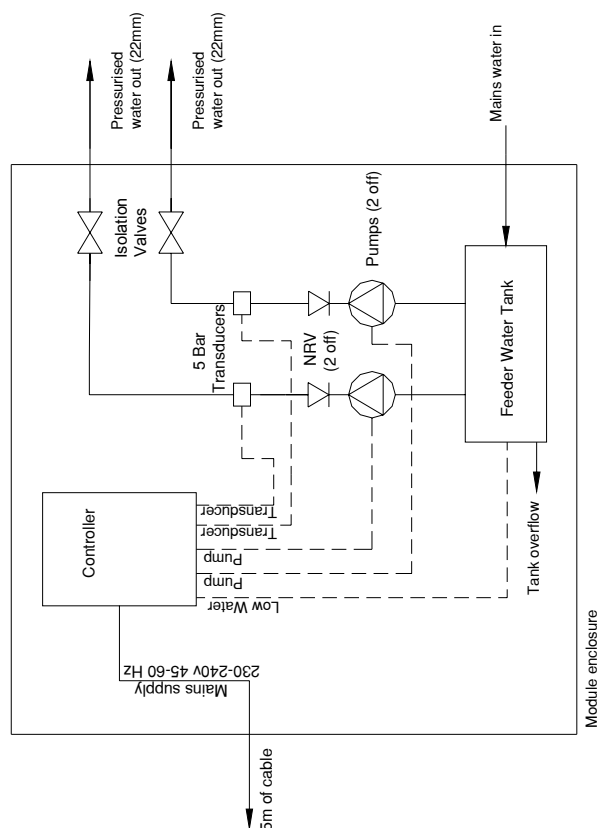 Pressurised
water out (22mm)
Pressurised
water out (22mm)
Mains water in
Isolation
Valves
5 Bar
Transducers
NRV
(2 off)
Pumps (2 off)
Feeder Water Tank
Controller
Transducer
Transducer
Pump
Pump
Low Water
Tank overflow
Mains supply
230-240v 45-60 Hz
5m of cable
Module enclosure